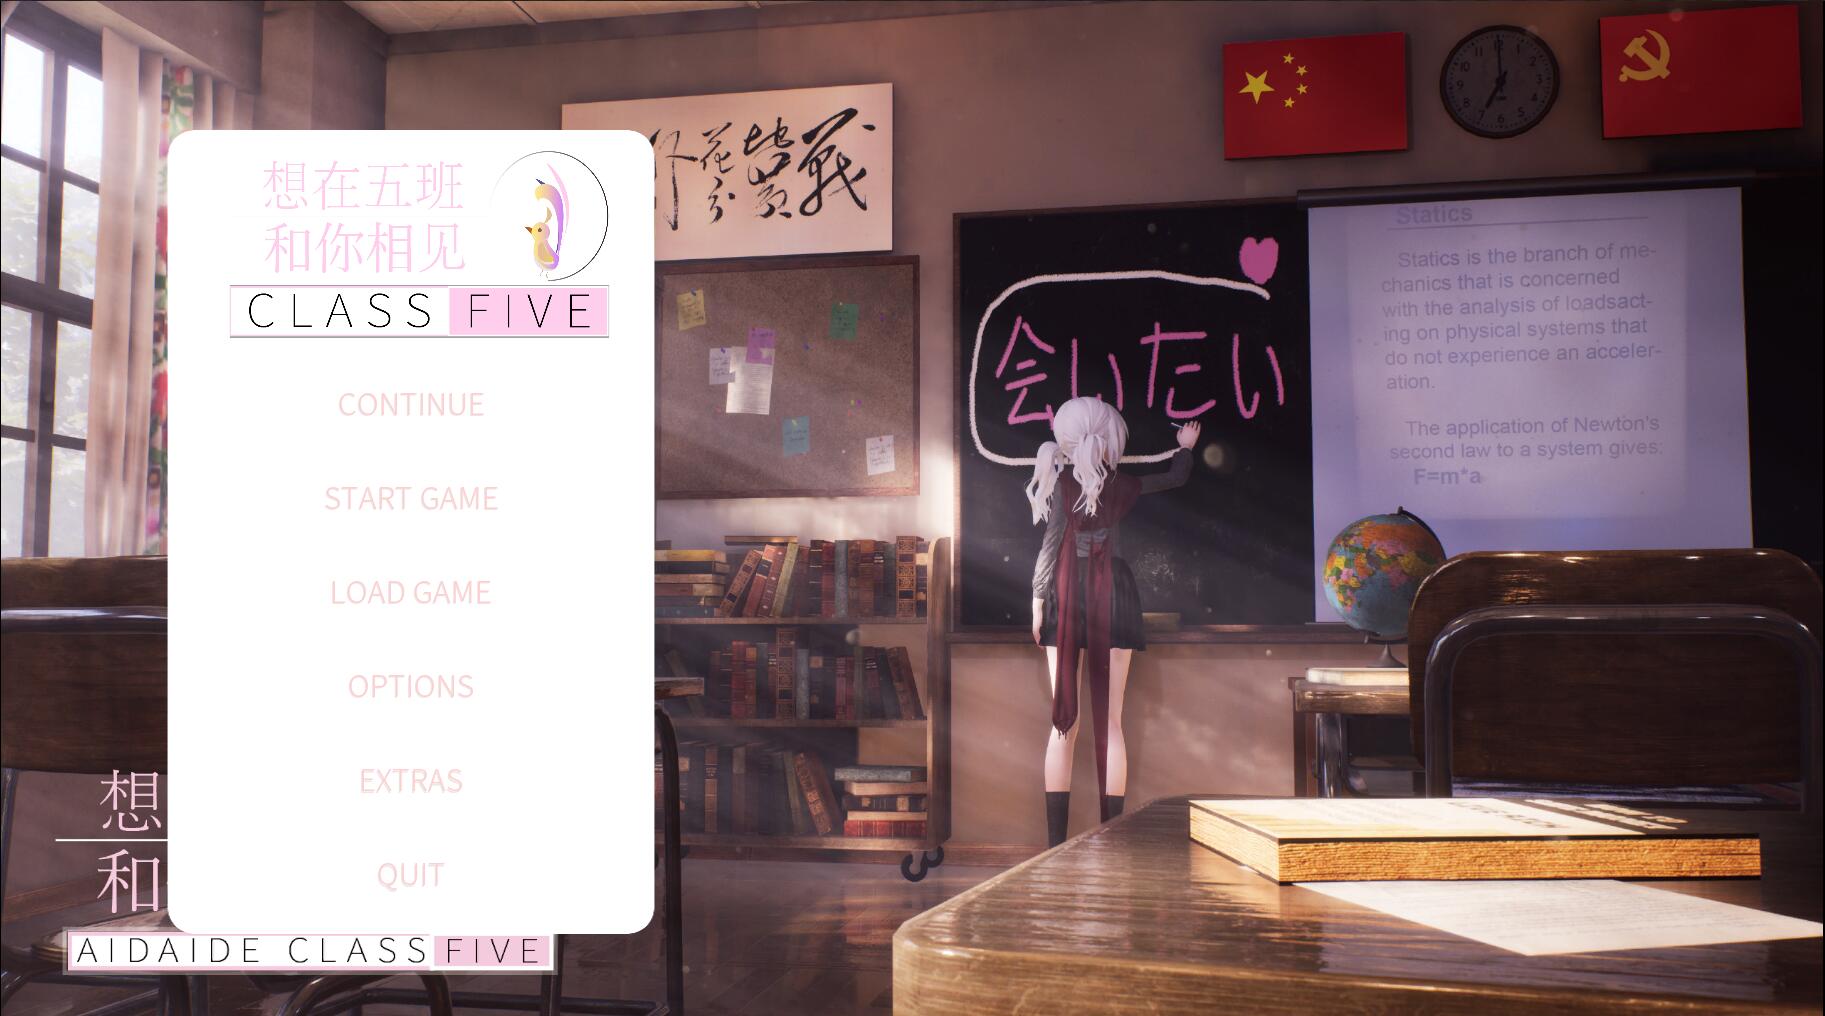 想在五班
和你相见
CLASS FIVE
CONTINUE
START GAME
LOAD GAME
OPTIONS
EXTRAS
QUIT
想
和
AIDAIDE CLASS FIVE
花皆戰
会いたい
Statics
Statics is the branch of me-
chanics that is concerned
with the analysis of loadsact-
ing on physical systems that
do not experience an acceler-
ation.
The application of Newton's
second law to a system gives:
F=m*a